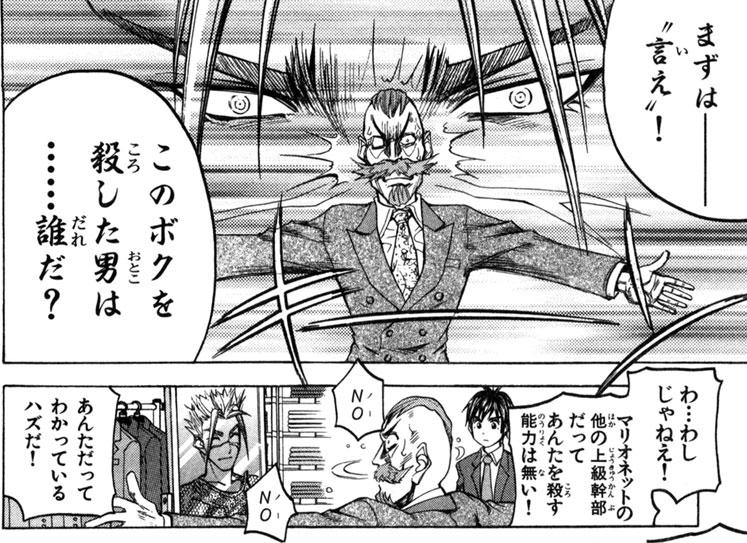 まずは──
〝言え〟！
このボクを
殺した男は
……誰だ？
わ…わし
じゃねえ！
マリオネットの
他の上級幹部
だって
あんたを殺す
能力は無い！
NO
NO
あんただって
わかっている
ハズだ！